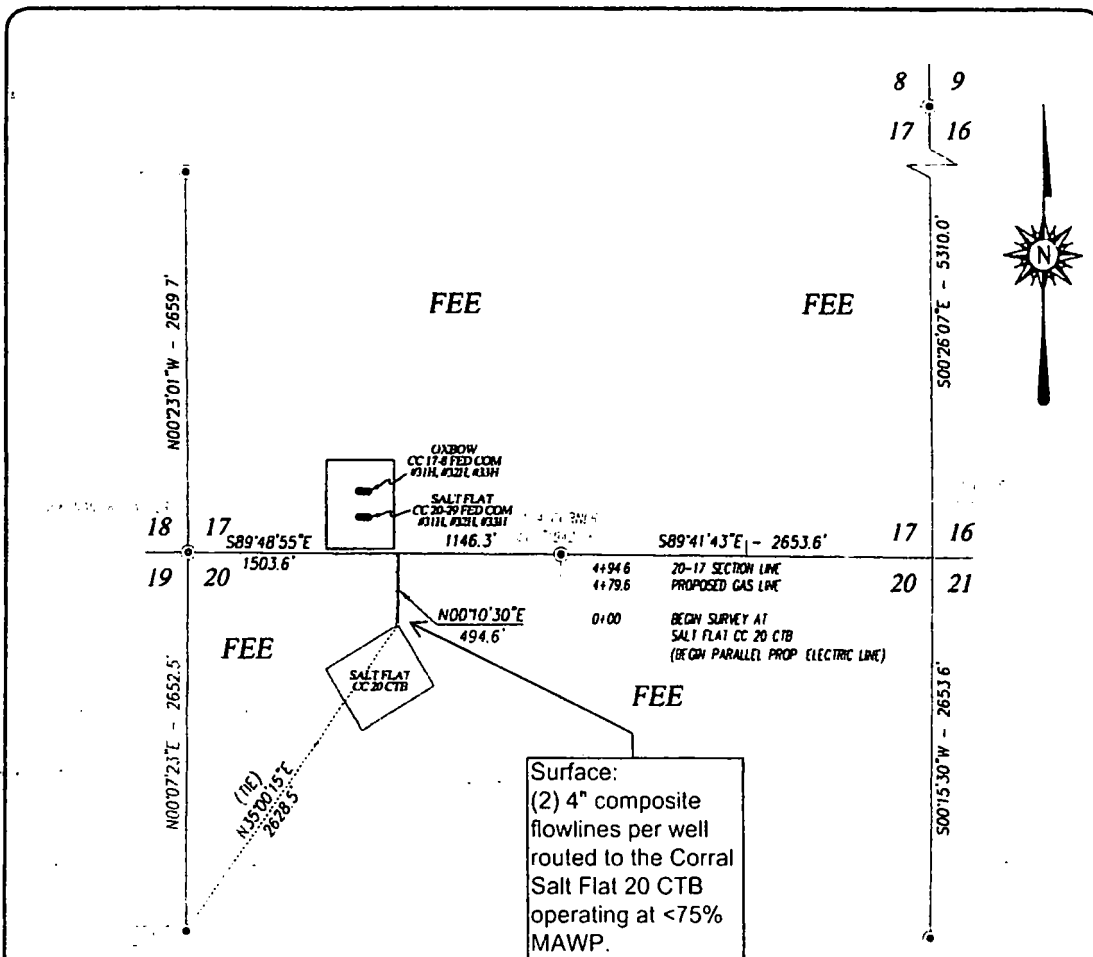 8 9
17 16
N
FEE
FEE
N00°23'01"W - 2659.7'
S00°26'07"E - 5310.0'
OXBOW
CC 17-8 FED COM
#31H, #32H, #33H
SALT FLAT
CC 20-29 FED COM
#31H, #32H, #33H
18 17
S89°48'55"E
1503.6'
1146.3'
S89°41'43"E - 2653.6'
17 16
19 20
20 21
4+94.6 20-17 SECTION LINE
4+79.6 PROPOSED GAS LINE
0+00 BEGIN SURVEY AT
SALT FLAT CC 20 CTB
(BEGIN PARALLEL PROP ELECTRIC LINE)
N00°10'30"E
494.6'
FEE
SALT FLAT
CC 20 CTB
FEE
N00°07'23"E - 2652.5'
(TIE)
N35°00'15"E
2628.5'
S00°15'30"W - 2653.6'
Surface:
(2) 4" composite
flowlines per well
routed to the Corral
Salt Flat 20 CTB
operating at <75%
MAWP.